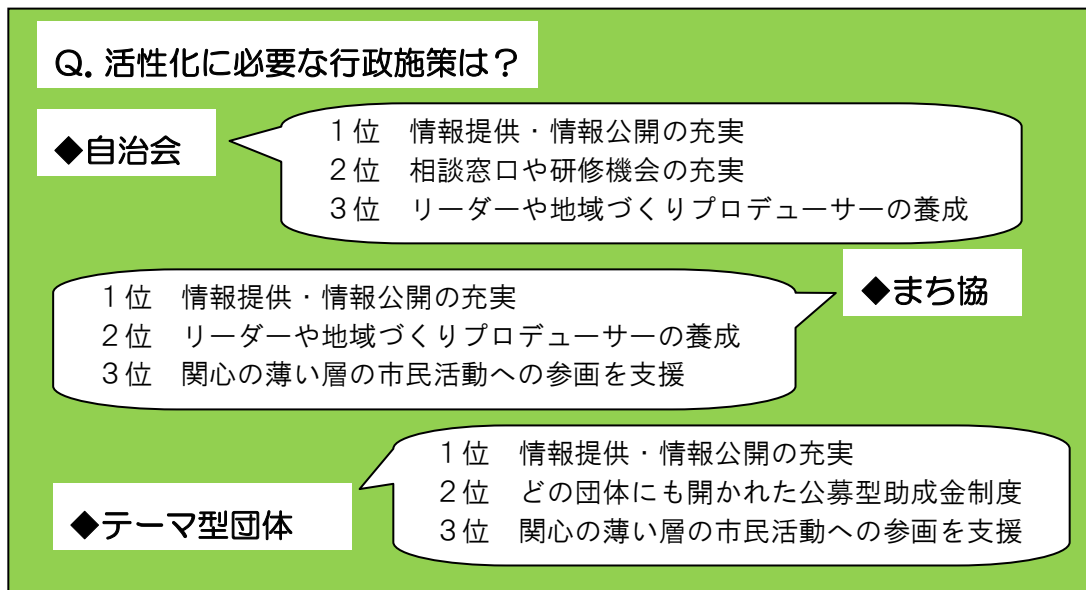 Q. 活性化に必要な行政施策は？
◆自治会
１位　情報提供・情報公開の充実
２位　相談窓口や研修機会の充実
３位　リーダーや地域づくりプロデューサーの養成
◆まち協
１位　情報提供・情報公開の充実
２位　リーダーや地域づくりプロデューサーの養成
３位　関心の薄い層の市民活動への参画を支援
◆テーマ型団体
１位　情報提供・情報公開の充実
２位　どの団体にも開かれた公募型助成金制度
３位　関心の薄い層の市民活動への参画を支援